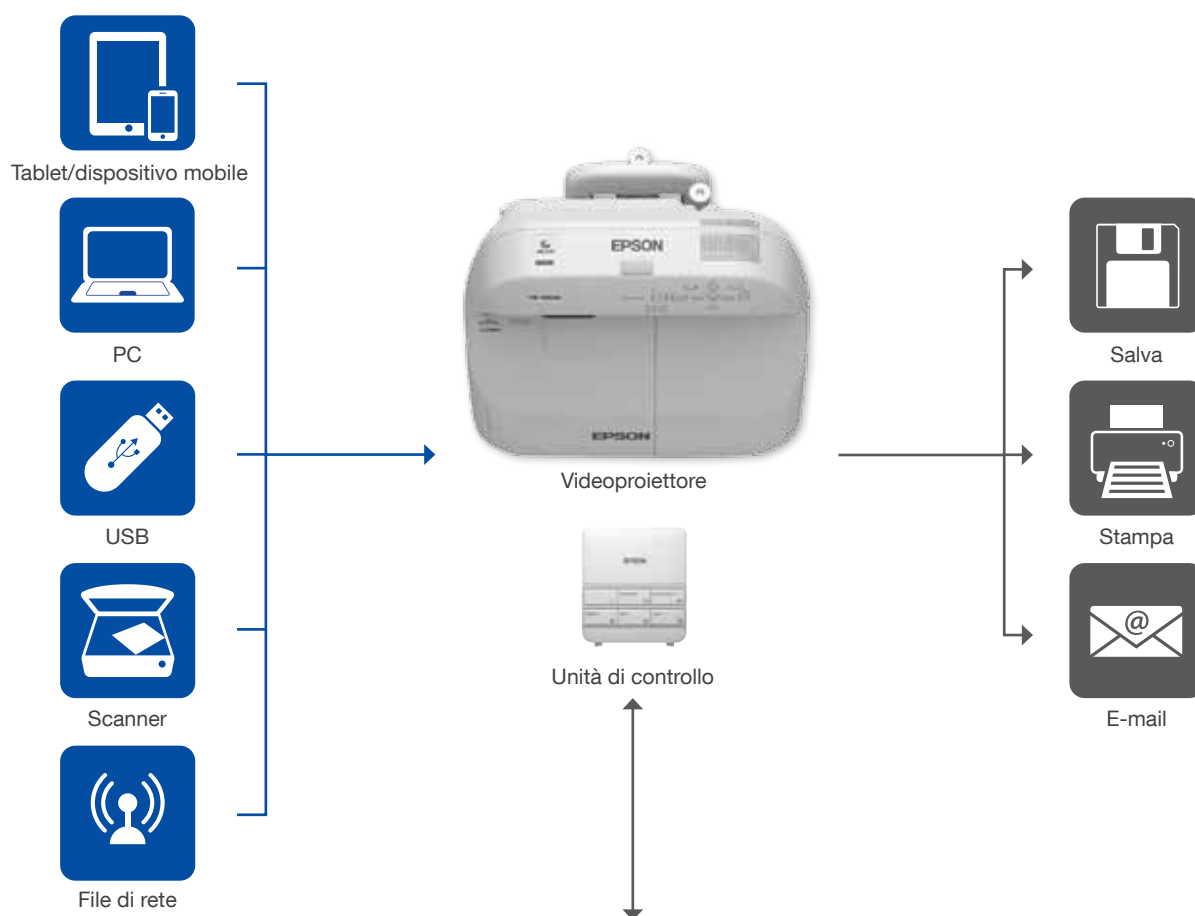 Tablet/dispositivo mobile
PC
USB
Scanner
File di rete
EPSON
EPSON
Videoproiettore
EPSON
Unità di controllo
Salva
Stampa
@
E-mail